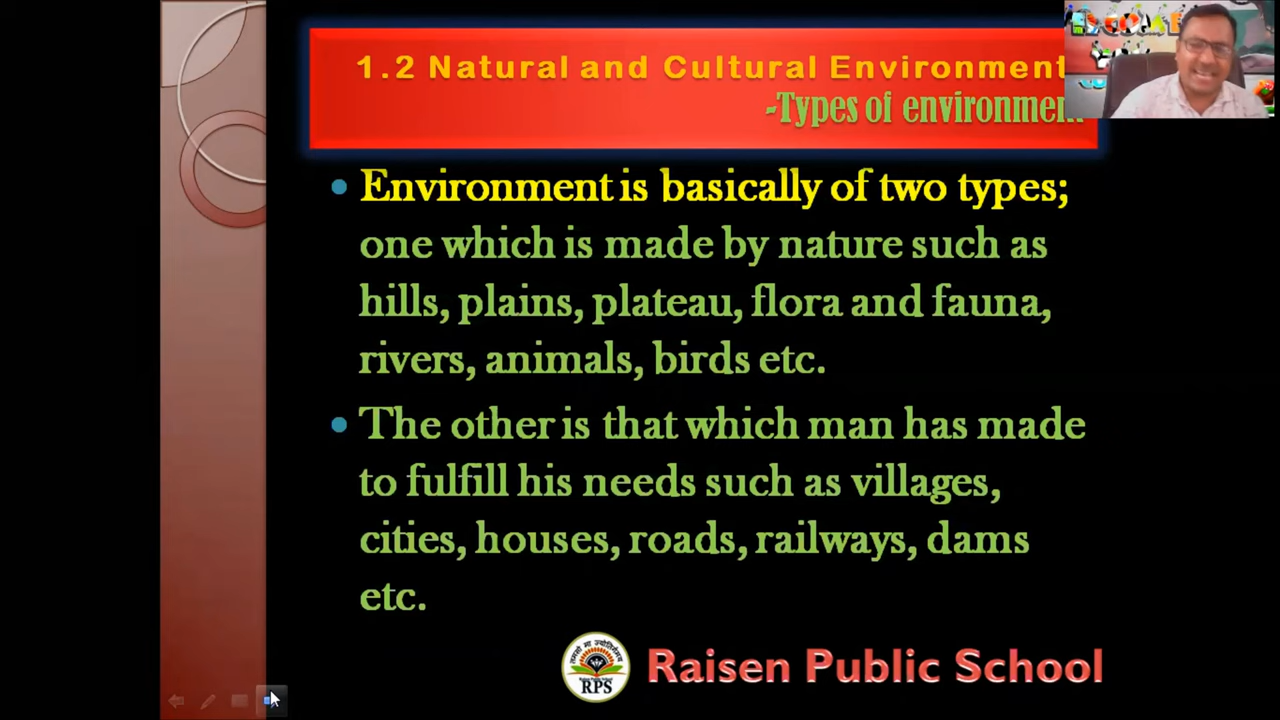 1.2 Natural and Cultural Environment
-Types of environment
Environment is basically of two types;
one which is made by nature such as
hills, plains, plateau, flora and fauna,
rivers, animals, birds etc.
The other is that which man has made
to fulfill his needs such as villages,
cities, houses, roads, railways, dams
etc.
तमसो मा ज्योतिर्गमय
RPS
Raisen Public School